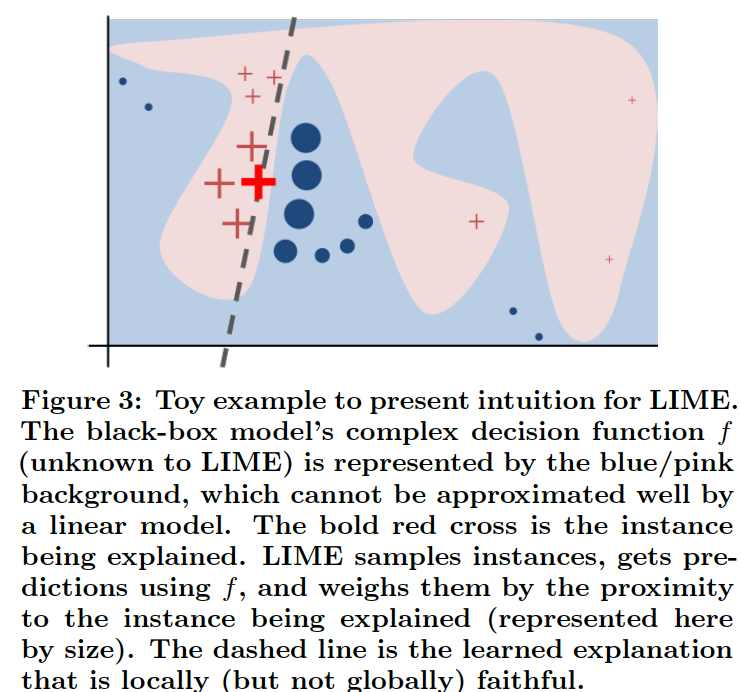 Figure 3: Toy example to present intuition for LIME.
The black-box model's complex decision function f
(unknown to LIME) is represented by the blue/pink
background, which cannot be approximated well by
a linear model. The bold red cross is the instance
being explained. LIME samples instances, gets pre-
dictions using f, and weighs them by the proximity
to the instance being explained (represented here
by size). The dashed line is the learned explanation
that is locally (but not globally) faithful.